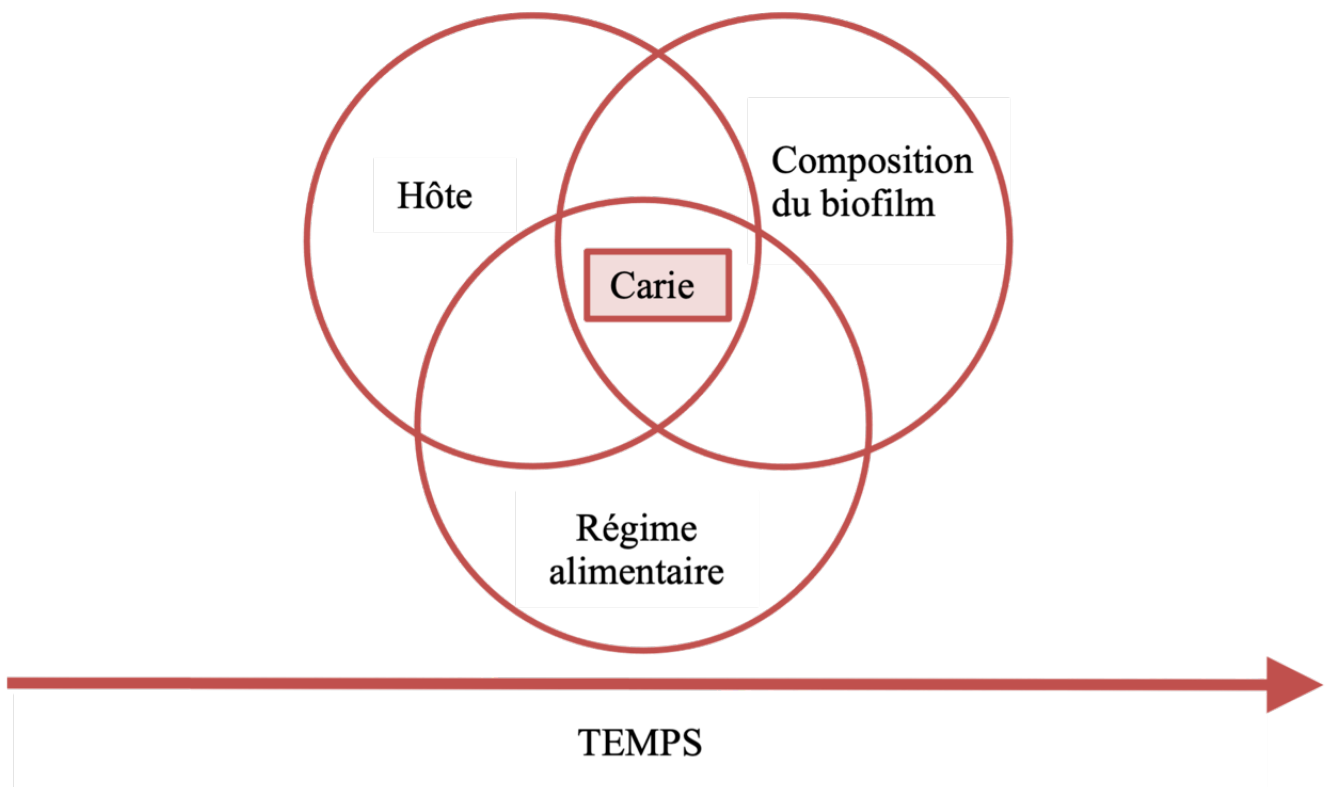 Hôte
Composition
du biofilm
Carie
Régime
alimentaire
TEMPS